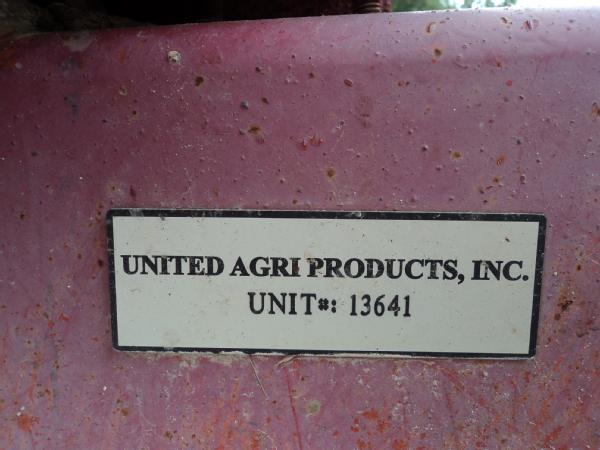 UNITED AGRI PRODUCTS, INC.
UNIT#: 13641